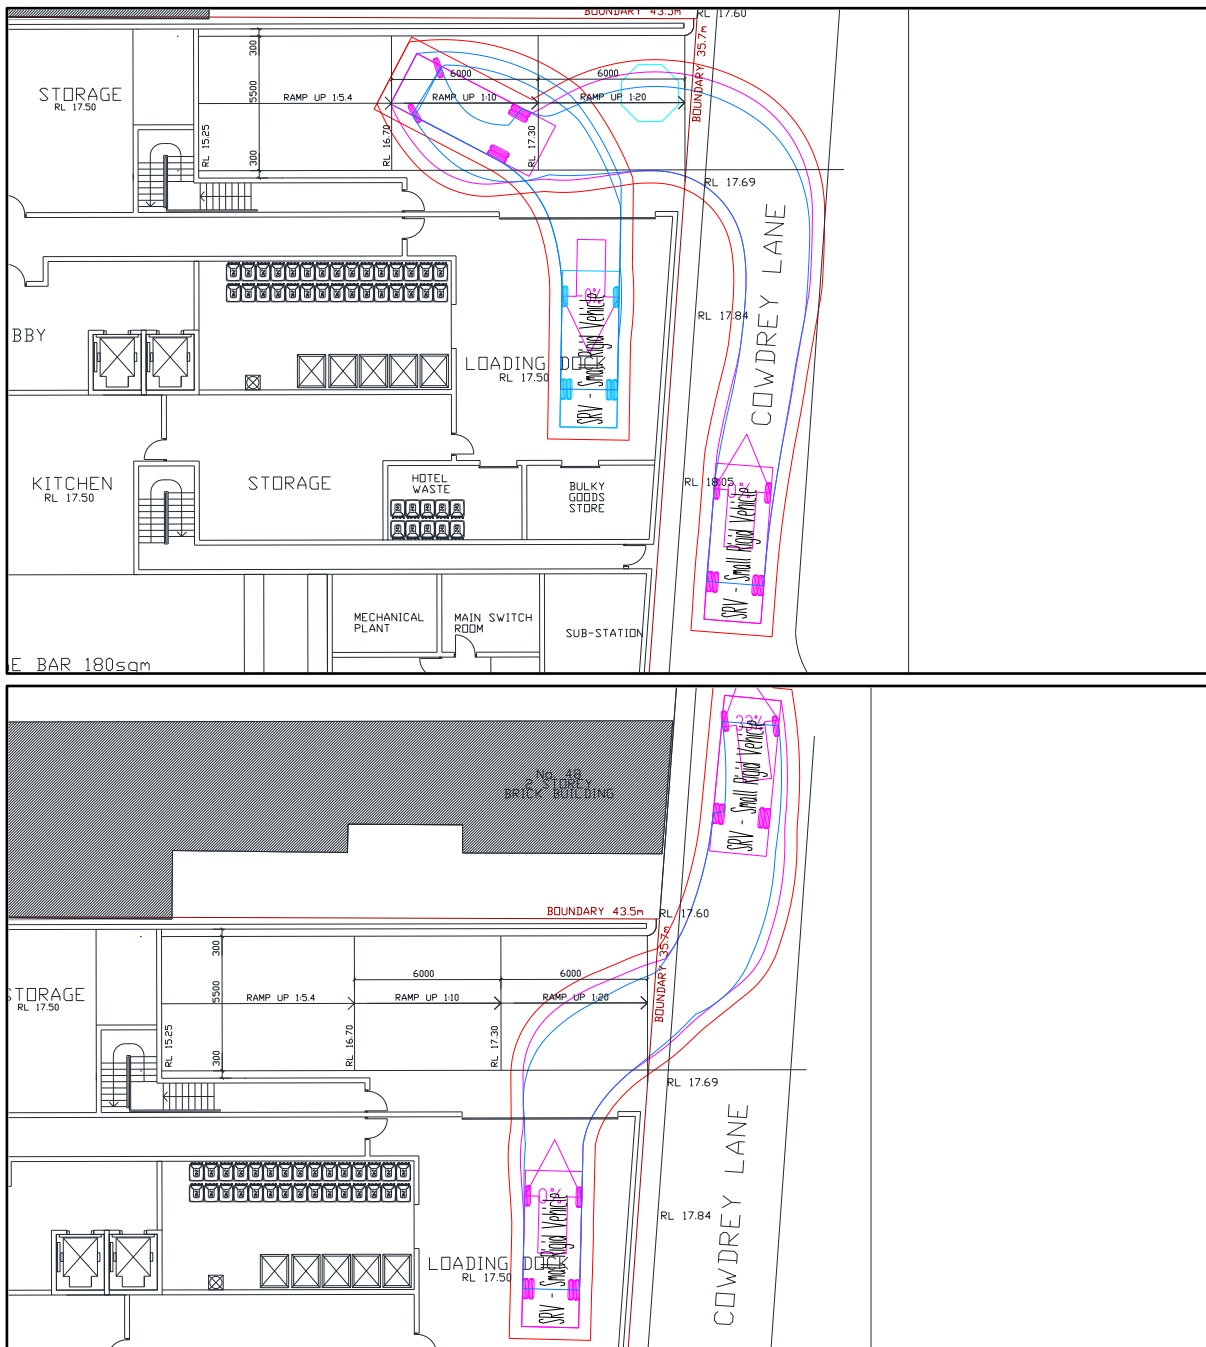 BOUNDARY 43.5m
RL 17.60
BOUNDARY 35.7m
STORAGE
RL 17.50
300
5500
300
6000
6000
RAMP UP 1:5.4
RAMP UP 1:10
RAMP UP 1:20
RL 15.25
RL 16.70
RL 17.30
RL 17.69
COWDREY LANE
RL 17.84
BBY
LOADING DOCK
RL 17.50
SRV - Small Rigid Vehicle
KITCHEN
RL 17.50
STORAGE
HOTEL
WASTE
BULKY
GOODS
STORE
RL 18.05
SRV - Small Rigid Vehicle
MECHANICAL
PLANT
MAIN SWITCH
ROOM
SUB-STATION
E BAR 180sqm
SRV - Small Rigid Vehicle
No. 48
2 STOREY
BRICK BUILDING
BOUNDARY 43.5m
RL 17.60
BOUNDARY 35.7m
STORAGE
RL 17.50
300
5500
300
6000
6000
RAMP UP 1:5.4
RAMP UP 1:10
RAMP UP 1:20
RL 15.25
RL 16.70
RL 17.30
RL 17.69
COWDREY LANE
RL 17.84
LOADING DOCK
RL 17.50
SRV - Small Rigid Vehicle